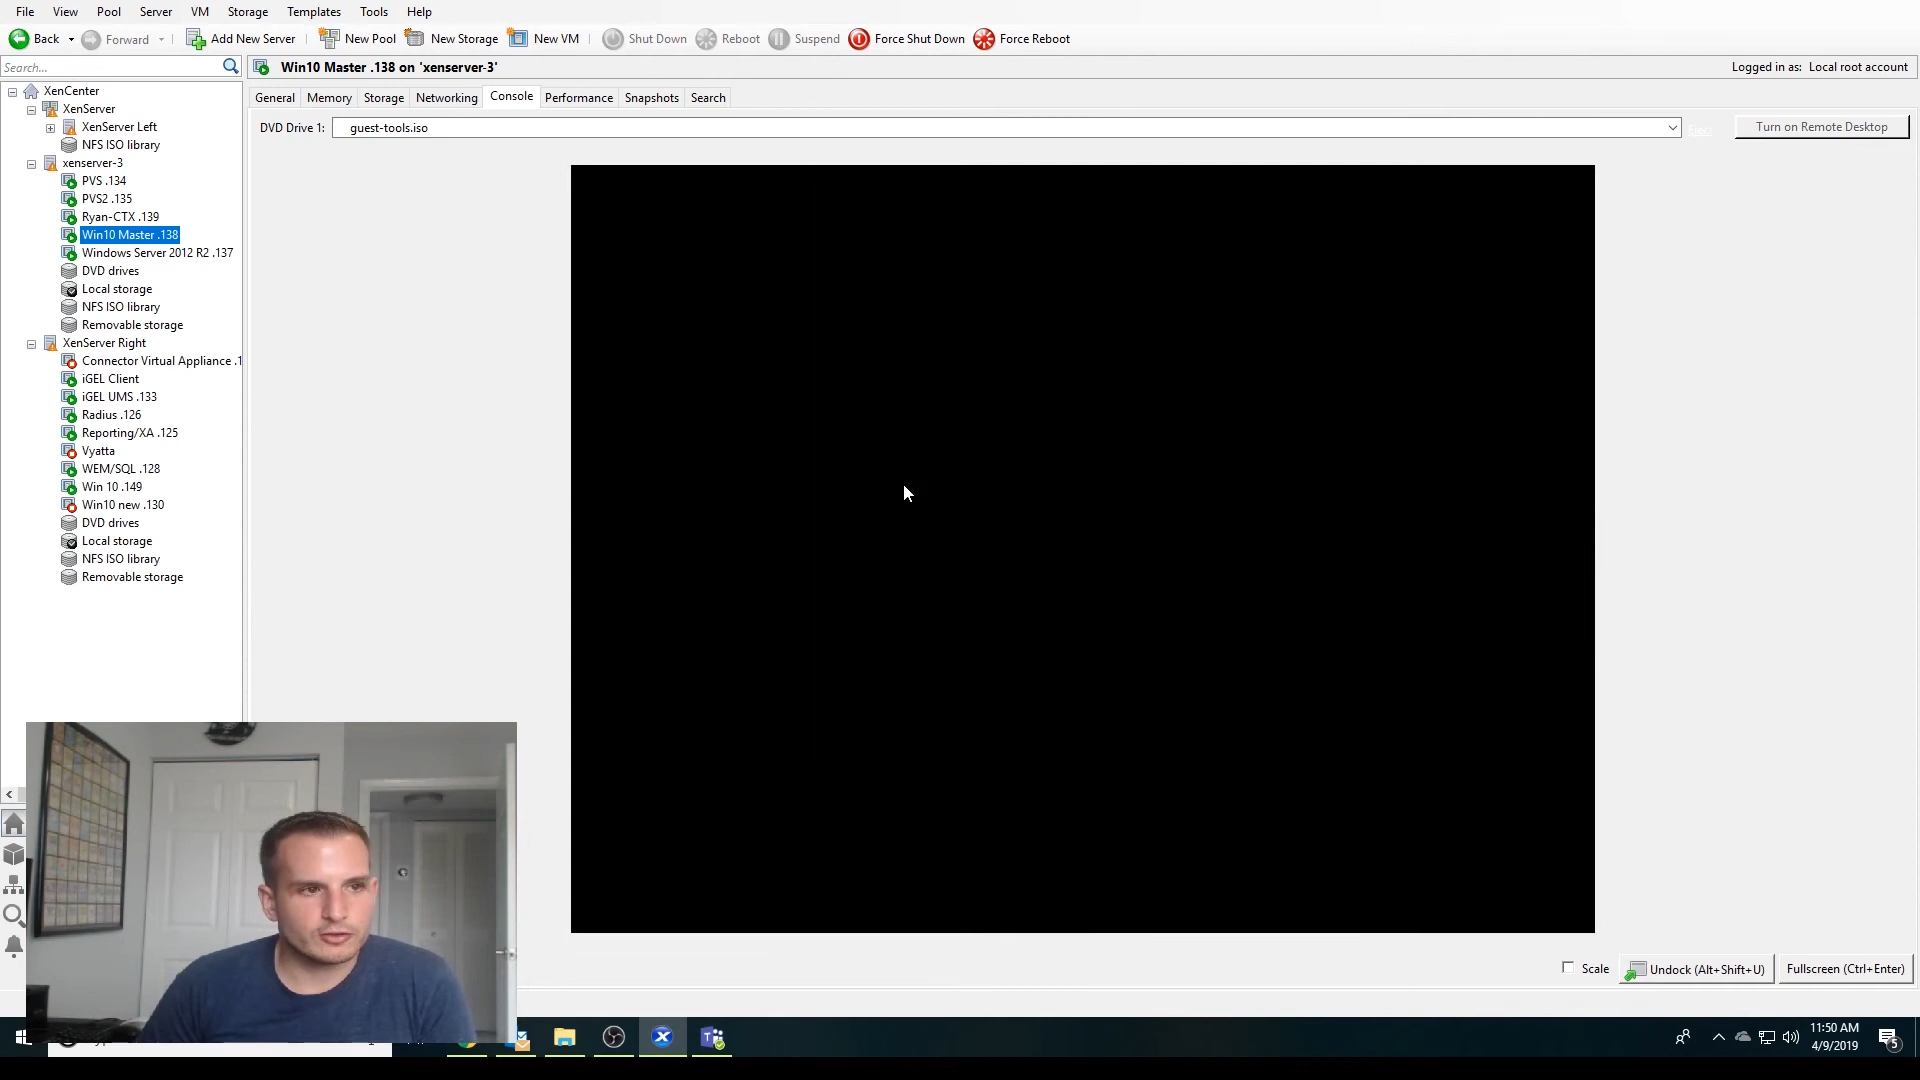 File View Pool Server VM Storage Templates Tools Help
Back Forward Add New Server New Pool New Storage New VM Shut Down Reboot Suspend Force Shut Down Force Reboot
Search...
Win10 Master .138 on 'xenserver-3'
Logged in as: Local root account
General Memory Storage Networking Console Performance Snapshots Search
DVD Drive 1: guest-tools.iso Eject Turn on Remote Desktop
XenCenter
XenServer
XenServer Left
NFS ISO library
xenserver-3
PVS .134
PVS2 .135
Ryan-CTX .139
Win10 Master .138
Windows Server 2012 R2 .137
DVD drives
Local storage
NFS ISO library
Removable storage
XenServer Right
Connector Virtual Appliance .1
iGEL Client
iGEL UMS .133
Radius .126
Reporting/XA .125
Vyatta
WEM/SQL .128
Win 10 .149
Win10 new .130
DVD drives
Local storage
NFS ISO library
Removable storage
Scale Undock (Alt+Shift+U) Fullscreen (Ctrl+Enter)
11:50 AM
4/9/2019
5